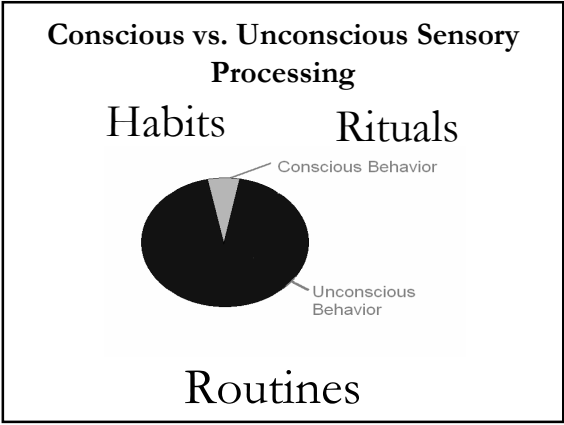 Conscious vs. Unconscious Sensory
Processing
Habits
Rituals
Conscious Behavior
Unconscious
Behavior
Routines